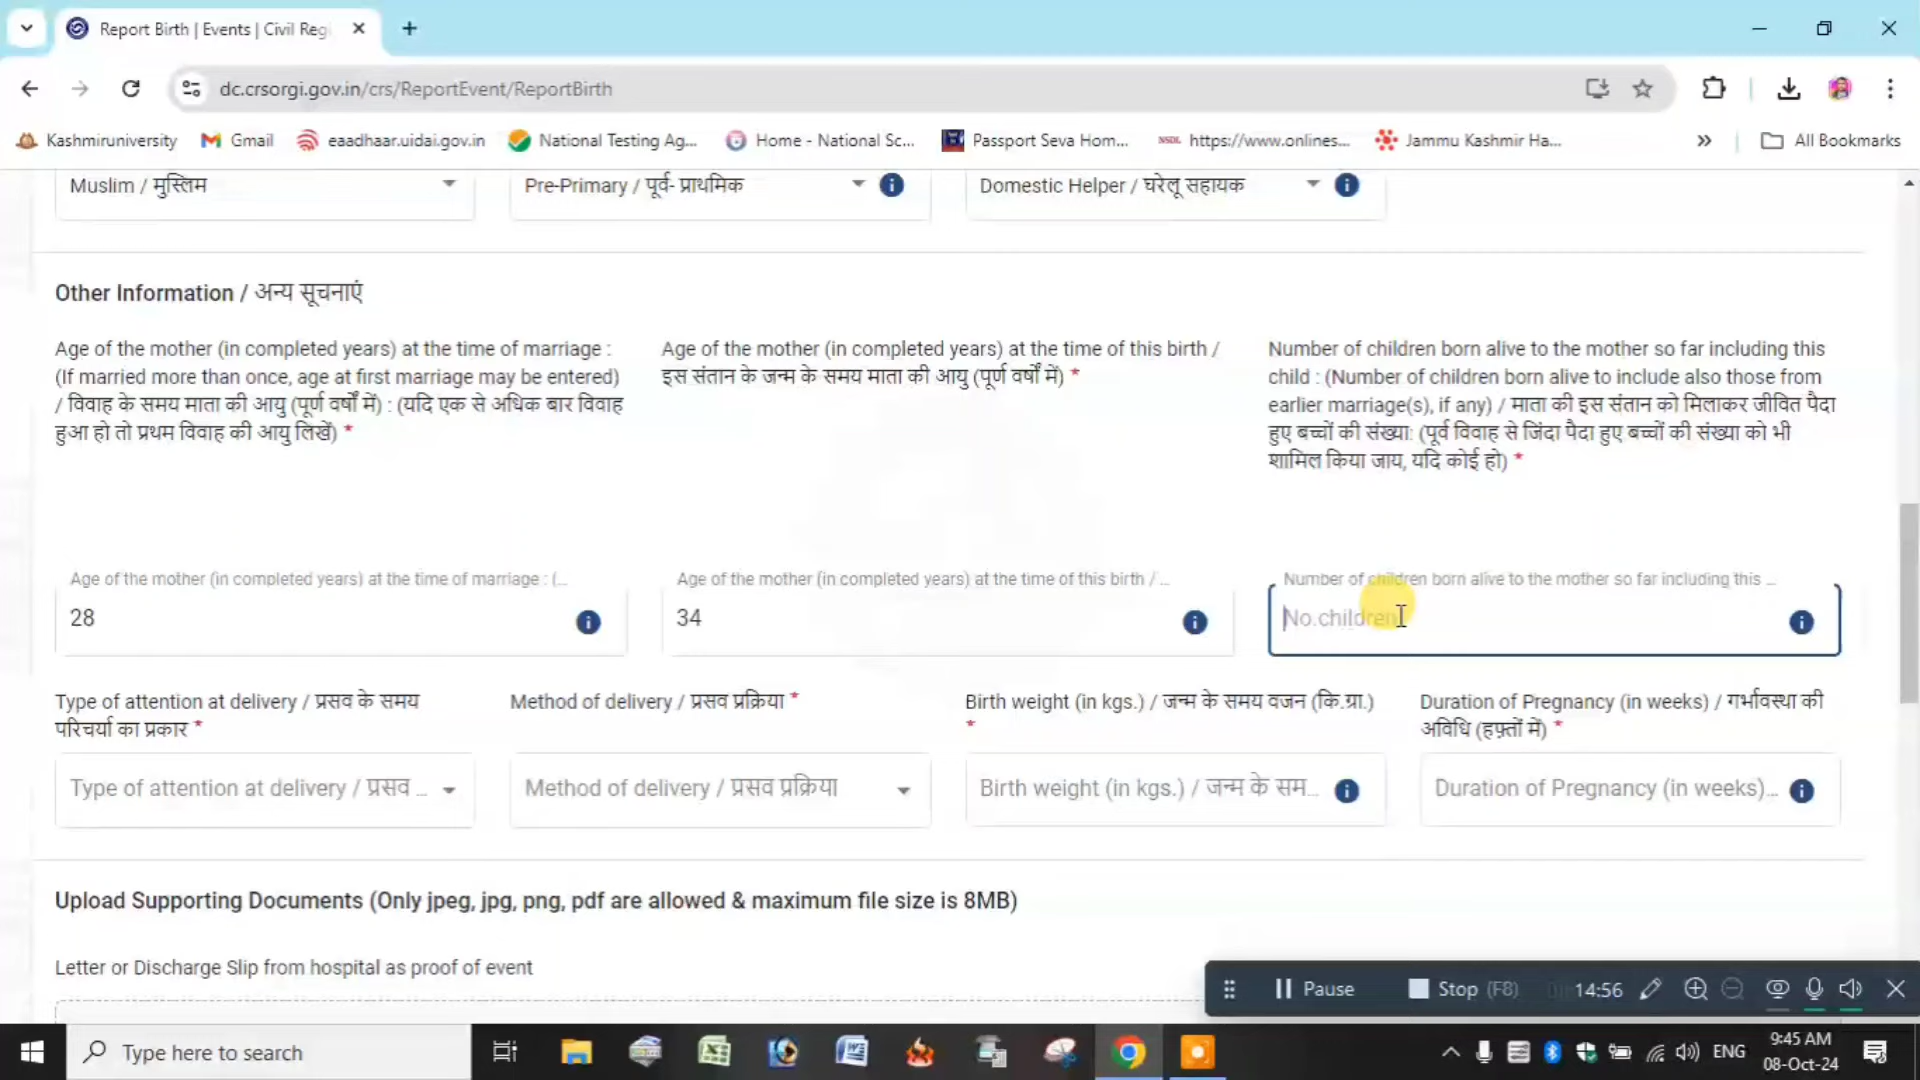 Report Birth | Events | Civil Reg
dc.crsorgi.gov.in/crs/ReportEvent/ReportBirth
Kashmiruniversity
Gmail
eaadhaar.uidai.gov.in
National Testing Ag...
Home - National Sc...
Passport Seva Hom...
NSDL
https://www.onlines...
Jammu Kashmir Ha...
»
All Bookmarks
Muslim / मुस्लिम
Pre-Primary / पूर्व- प्राथमिक
Domestic Helper / घरेलू सहायक
Other Information / अन्य सूचनाएं
Age of the mother (in completed years) at the time of marriage :
(If married more than once, age at first marriage may be entered)
/ विवाह के समय माता की आयु (पूर्ण वर्षों में) : (यदि एक से अधिक बार विवाह
हुआ हो तो प्रथम विवाह की आयु लिखें) *
Age of the mother (in completed years) at the time of this birth /
इस संतान के जन्म के समय माता की आयु (पूर्ण वर्षों में) *
Number of children born alive to the mother so far including this
child : (Number of children born alive to include also those from
earlier marriage(s), if any) / माता की इस संतान को मिलाकर जीवित पैदा
हुए बच्चों की संख्या: (पूर्व विवाह से जिंदा पैदा हुए बच्चों की संख्या को भी
शामिल किया जाय, यदि कोई हो) *
Age of the mother (in completed years) at the time of marriage : (...
28
Age of the mother (in completed years) at the time of this birth / ...
34
Number of children born alive to the mother so far including this ...
No.children
Type of attention at delivery / प्रसव के समय
परिचर्या का प्रकार *
Method of delivery / प्रसव प्रक्रिया *
Birth weight (in kgs.) / जन्म के समय वजन (कि.ग्रा.)
*
Duration of Pregnancy (in weeks) / गर्भावस्था की
अविधि (हफ़्तों में) *
Type of attention at delivery / प्रसव ...
Method of delivery / प्रसव प्रक्रिया
Birth weight (in kgs.) / जन्म के सम...
Duration of Pregnancy (in weeks)...
Upload Supporting Documents (Only jpeg, jpg, png, pdf are allowed & maximum file size is 8MB)
Letter or Discharge Slip from hospital as proof of event
Pause
Stop (F8)
14:56
Type here to search
ENG
9:45 AM
08-Oct-24